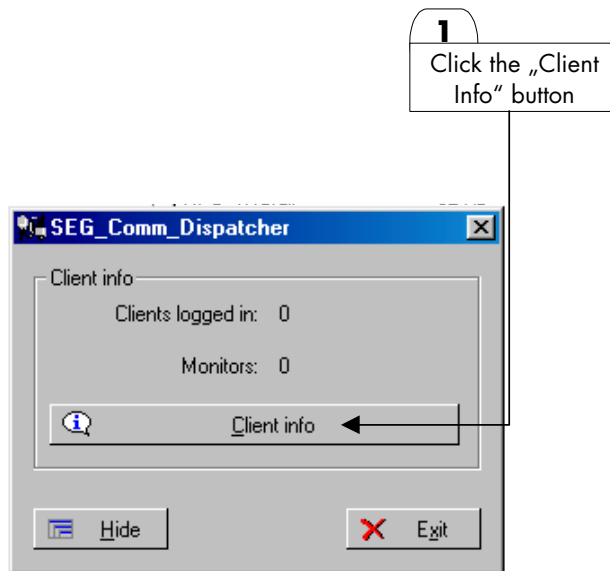 1
Click the „Client
Info“ button
SEG_Comm_Dispatcher
Client info
Clients logged in: 0
Monitors: 0
Client info
Hide
Exit